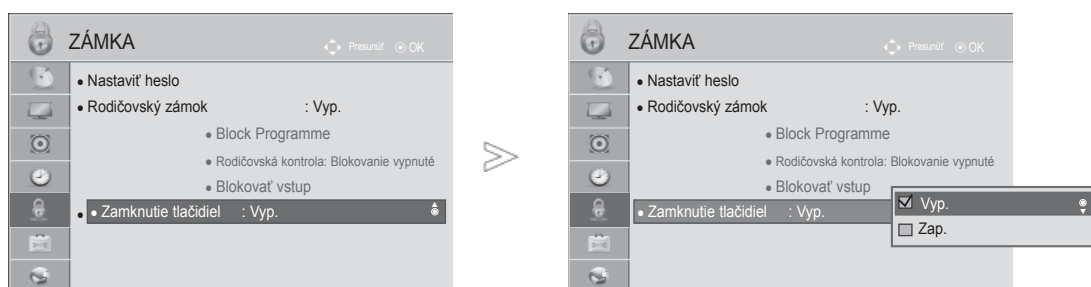 ZÁMKA
Presunúť OK
• Nastaviť heslo
• Rodičovský zámok : Vyp.
• Block Programme
• Rodičovská kontrola: Blokovanie vypnuté
• Blokovať vstup
• • Zamknutie tlačidiel : Vyp.
ZÁMKA
Presunúť OK
• Nastaviť heslo
• Rodičovský zámok : Vyp.
• Block Programme
• Rodičovská kontrola: Blokovanie vypnuté
• Blokovať vstup
• Zamknutie tlačidiel : Vyp.
Vyp.
Zap.